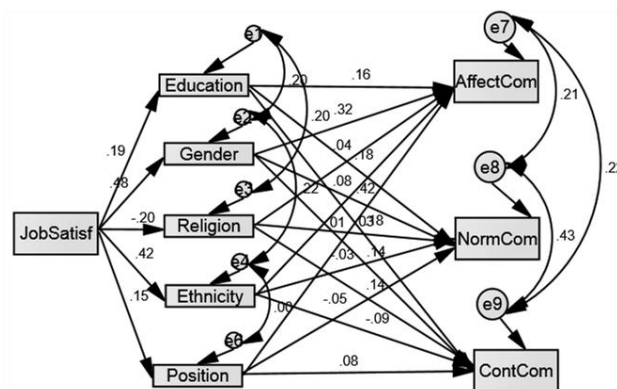 e1
e7
.20
Education
.16
AffectCom
.20
.32
.21
e2
.19
.04
.18
Gender
.48
.08
.42
e8
.22
e3
JobSatisf
-.20
Religion
.01
.03
.18
NormCom
.43
.42
-.03
.14
e4
Ethnicity
.14
e9
.15
.00
-.05
-.09
e6
Position
.08
ContCom